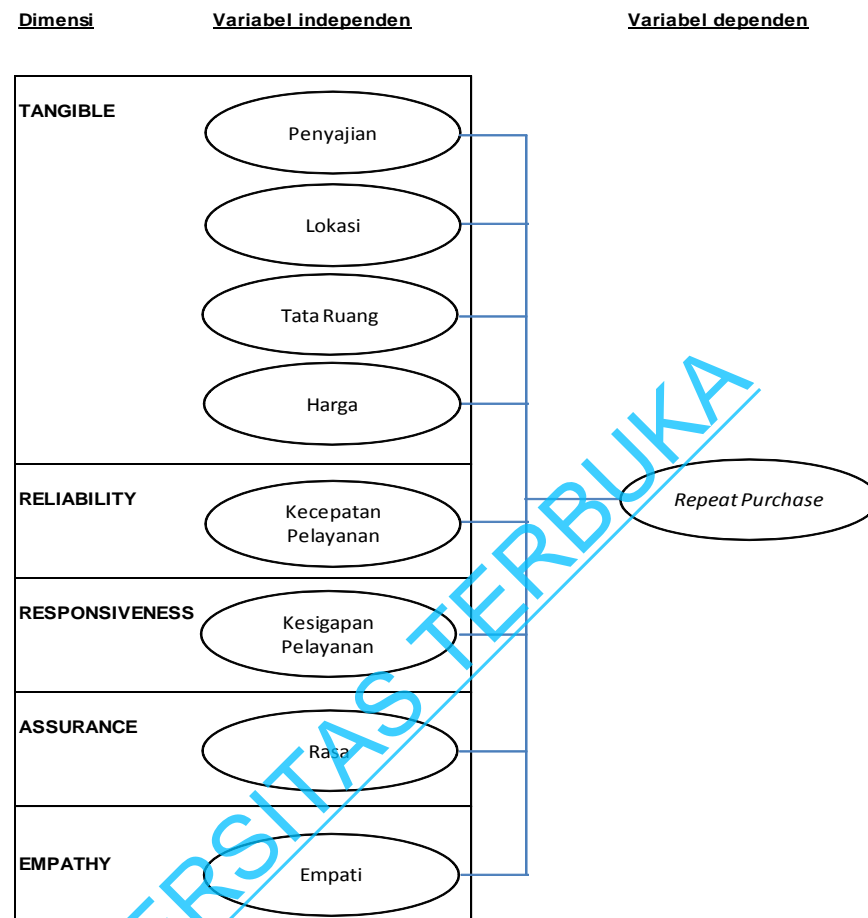 Dimensi Variabel independen Variabel dependen
TANGIBLE
Penyajian
Lokasi
Tata Ruang
Harga
RELIABILITY
Kecepatan
Pelayanan
Repeat Purchase
RESPONSIVENESS
Kesigapan
Pelayanan
ASSURANCE
Rasa
EMPATHY
Empati
ERSITAS TERBUKA